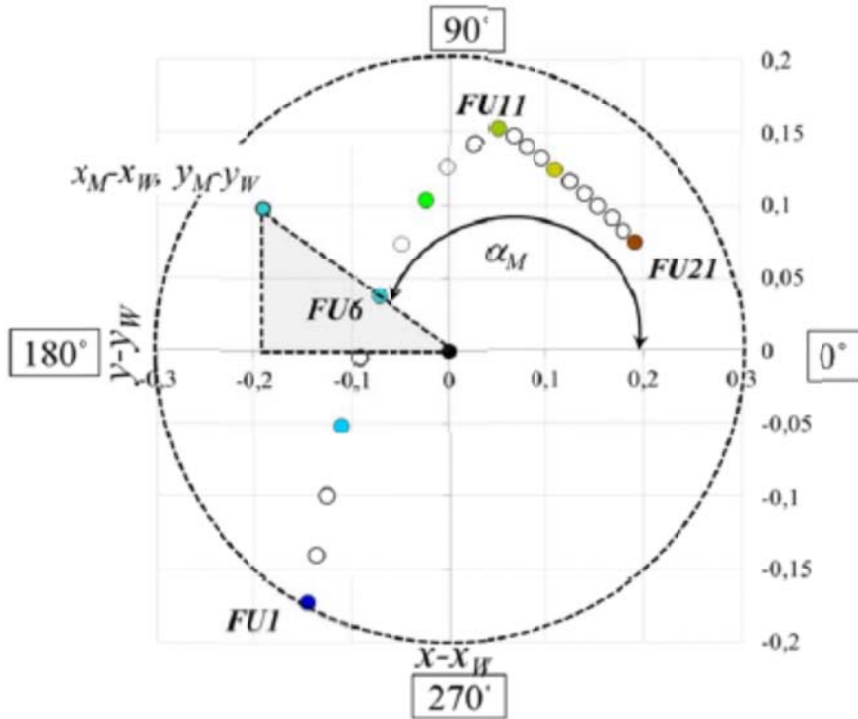 90°
0,2
FU11
0,15
x_M-x_W, y_M-y_W
0,1
α_M
FU21
0,05
FU6
180°
y-y_W
0
0°
-0,3
-0,2
-0,1
0
0,1
0,2
0,3
-0,05
-0,1
-0,15
FU1
-0,2
x-x_W
270°